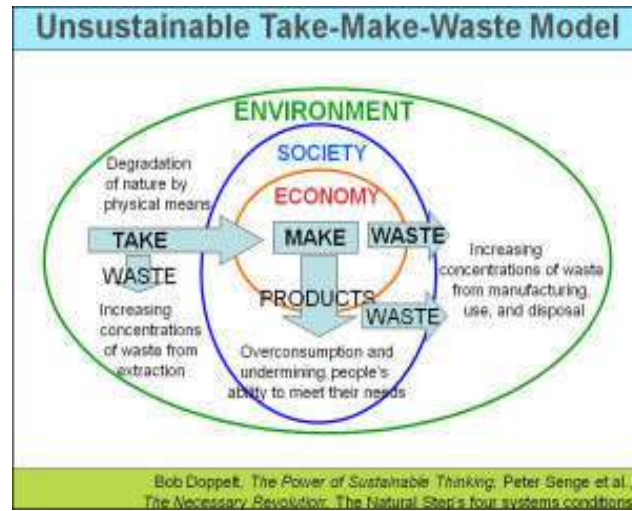 Unsustainable Take-Make-Waste Model
ENVIRONMENT
SOCIETY
ECONOMY
Degradation
of nature by
physical means
TAKE
MAKE
WASTE
WASTE
Increasing
concentrations
of waste from
extraction
PRODUCTS
WASTE
Increasing
concentrations of waste
from manufacturing,
use, and disposal
Overconsumption and
undermining people's
ability to meet their needs
Bob Doppelt, The Power of Sustainable Thinking, Peter Senge et al.,
The Necessary Revolution, The Natural Step's four systems conditions